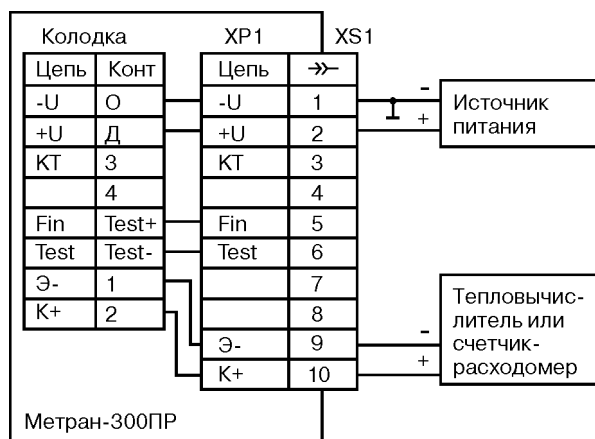 Колодка XP1 XS1
Цепь Конт Цепь
-U О -U 1 -
+U Д +U 2 +
КТ 3 КТ 3
4 4
Fin Test+ Fin 5
Test Test- Test 6
Э- 1 7
К+ 2 8
Э- 9 -
К+ 10 +
Источник
питания
Тепловычис-
литель или
счетчик-
расходомер
Метран-300ПР